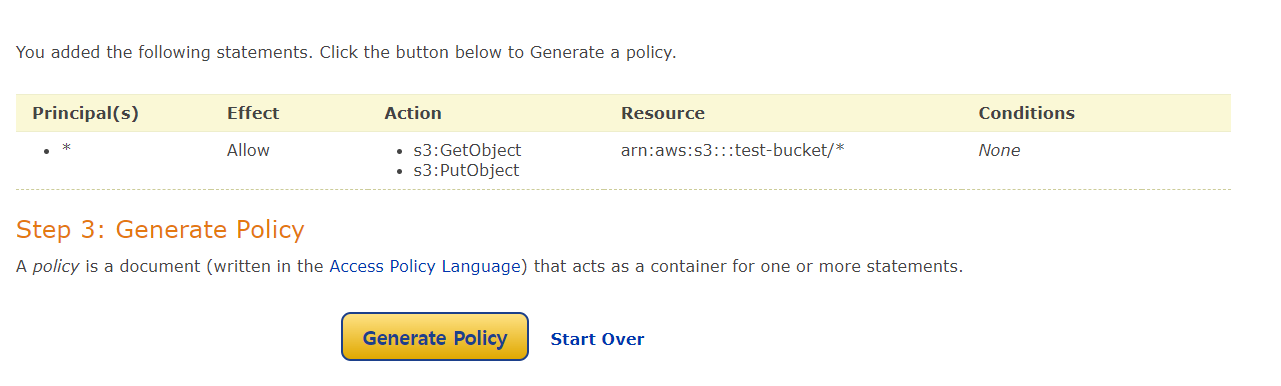 You added the following statements. Click the button below to Generate a policy.
Principal(s) Effect Action Resource Conditions
• * Allow • s3:GetObject arn:aws:s3:::test-bucket/* None
• s3:PutObject
Step 3: Generate Policy
A policy is a document (written in the Access Policy Language) that acts as a container for one or more statements.
Generate Policy Start Over